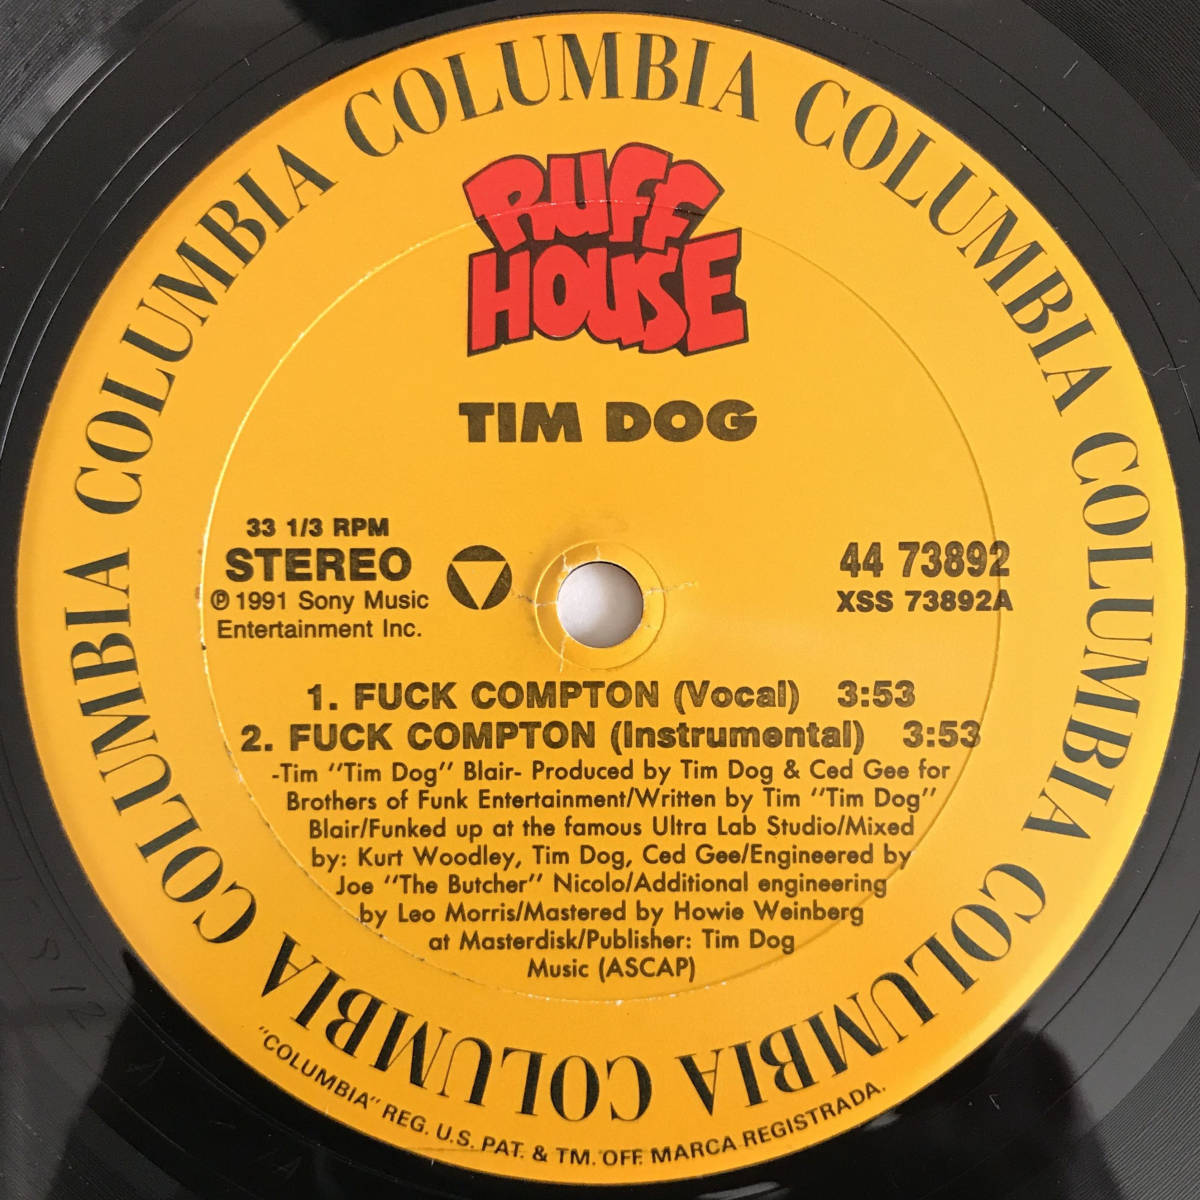 COLUMBIA COLUMBIA COLUMBIA COLUMBIA COLUMBIA COLUMBIA COLUMBIA
RUFF
HOUSE
TIM DOG
33 1/3 RPM
STEREO
℗ 1991 Sony Music
Entertainment Inc.
44 73892
XSS 73892A
1. FUCK COMPTON (Vocal) 3:53
2. FUCK COMPTON (Instrumental) 3:53
-Tim "Tim Dog" Blair- Produced by Tim Dog & Ced Gee for
Brothers of Funk Entertainment/Written by Tim "Tim Dog"
Blair/Funked up at the famous Ultra Lab Studio/Mixed
by: Kurt Woodley, Tim Dog, Ced Gee/Engineered by
Joe "The Butcher" Nicolo/Additional engineering
by Leo Morris/Mastered by Howie Weinberg
at Masterdisk/Publisher: Tim Dog
Music (ASCAP)
"COLUMBIA" REG. U.S. PAT. & TM. OFF. MARCA REGISTRADA.